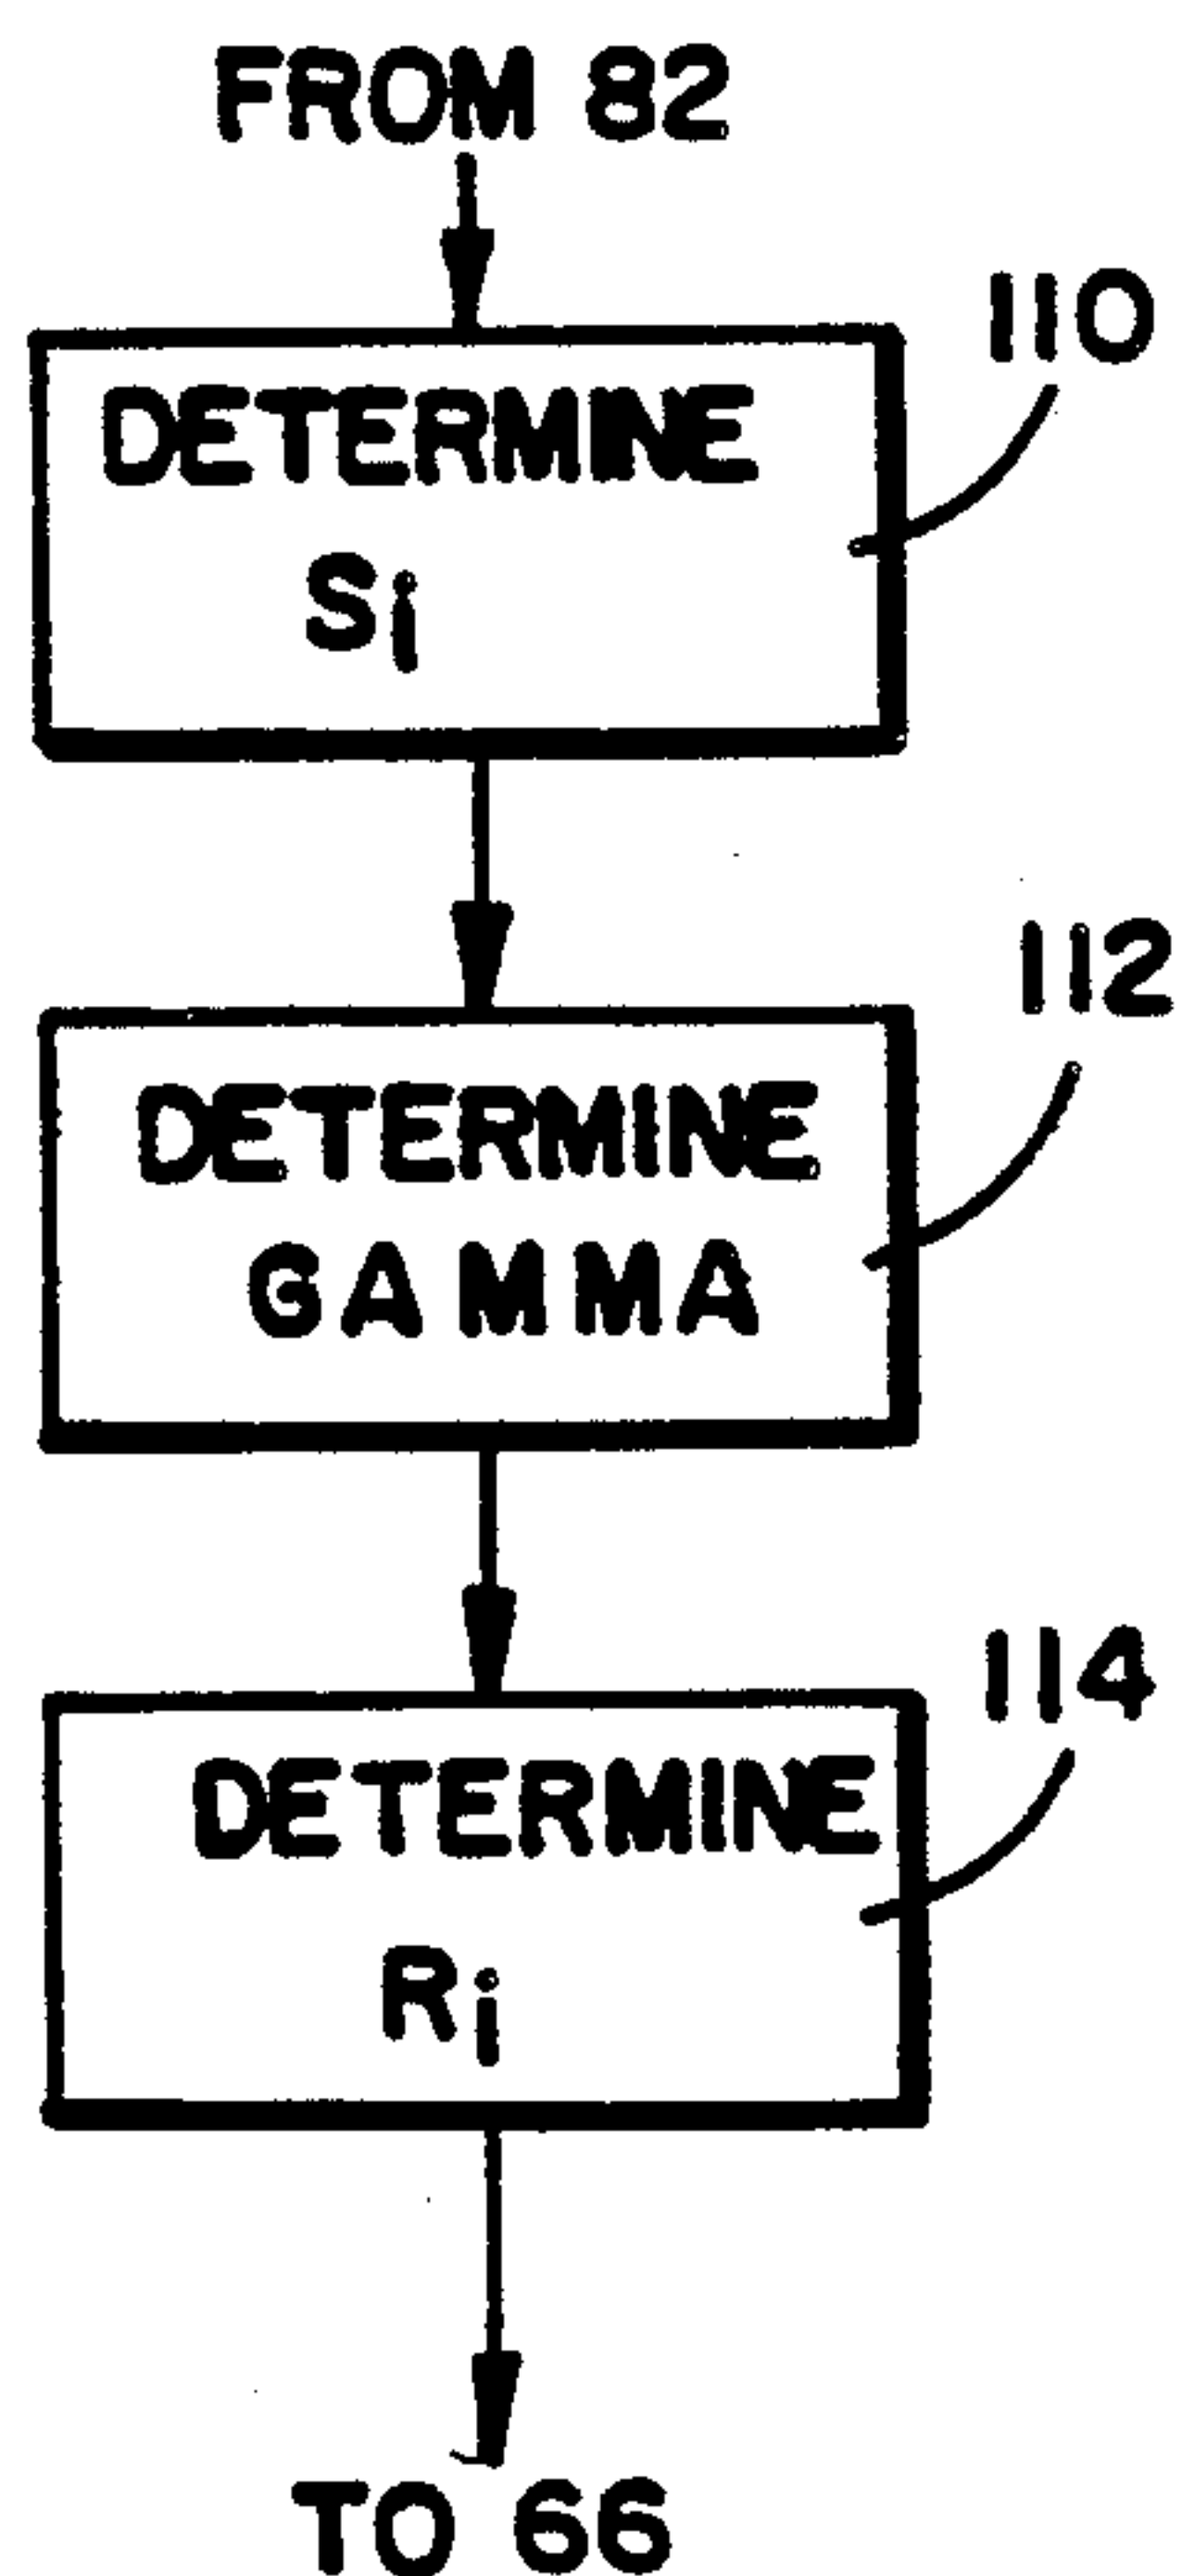 FROM 82
110
DETERMINE
Si
112
DETERMINE
GAMMA
114
DETERMINE
Ri
TO 66